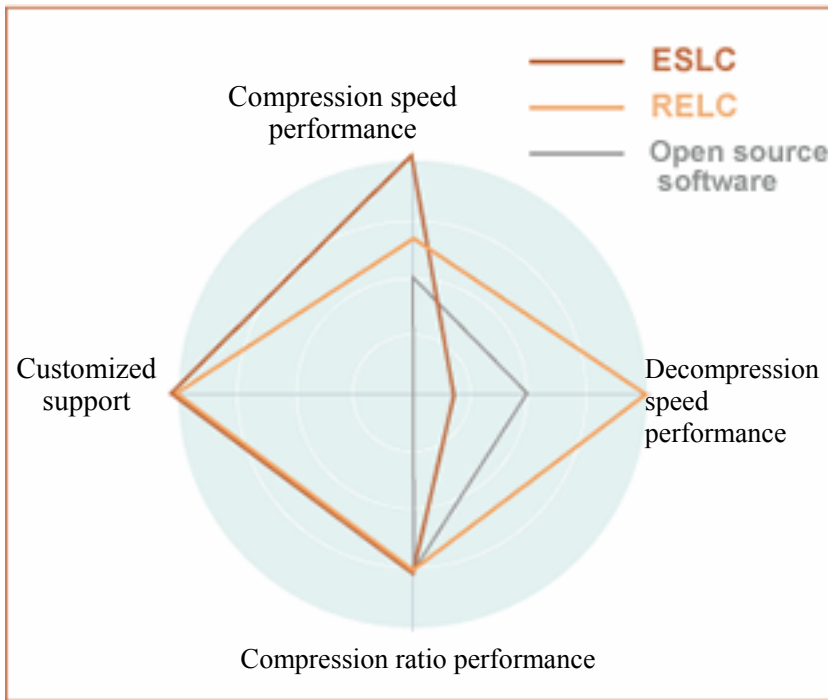 ESLC
RELC
Open source
software
Compression speed
performance
Customized
support
Decompression
speed
performance
Compression ratio performance